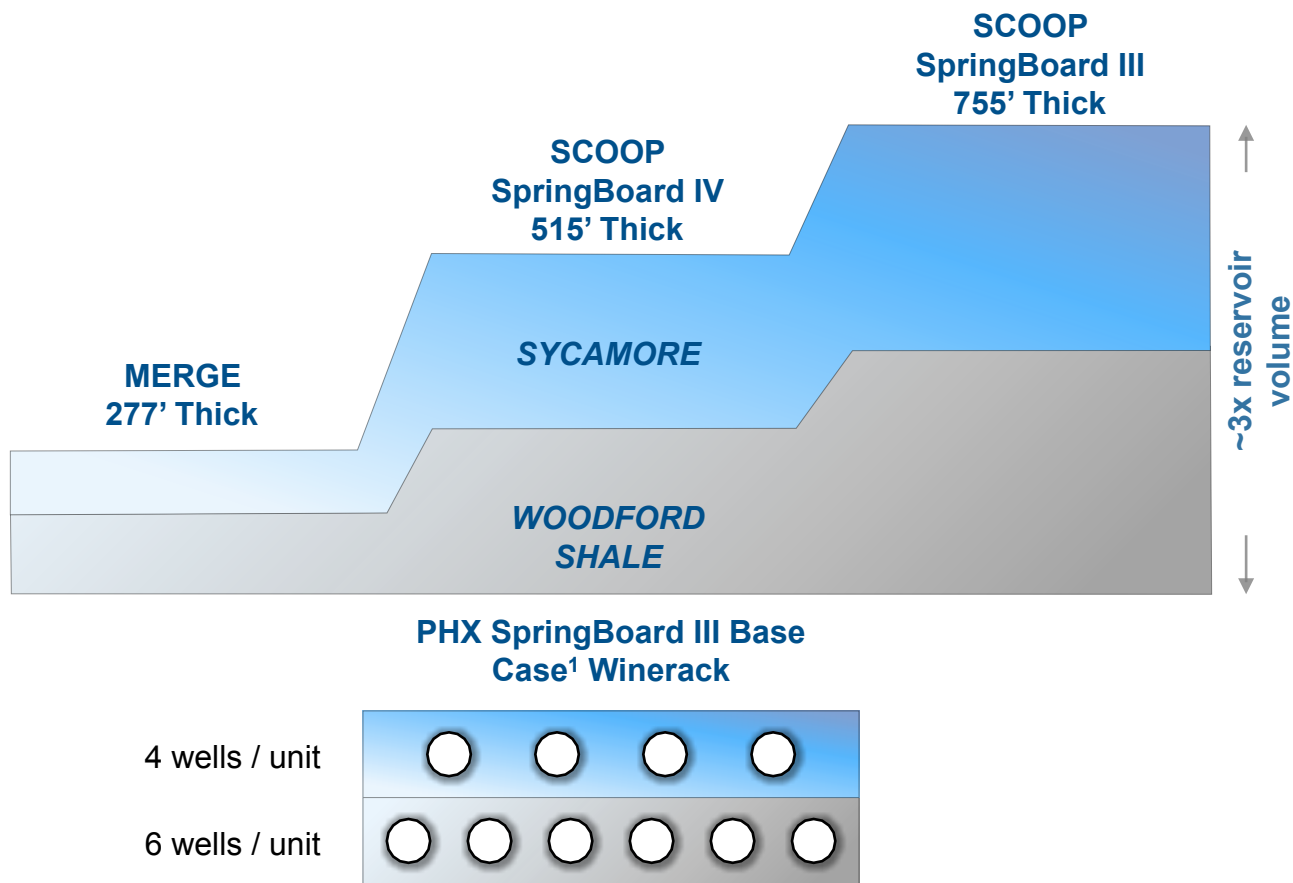 SCOOP
SpringBoard III
755’ Thick
SCOOP
SpringBoard IV
515’ Thick
MERGE
277’ Thick
SYCAMORE
WOODFORD
SHALE
~3x reservoir
volume
PHX SpringBoard III Base
Case¹ Winerack
4 wells / unit
6 wells / unit